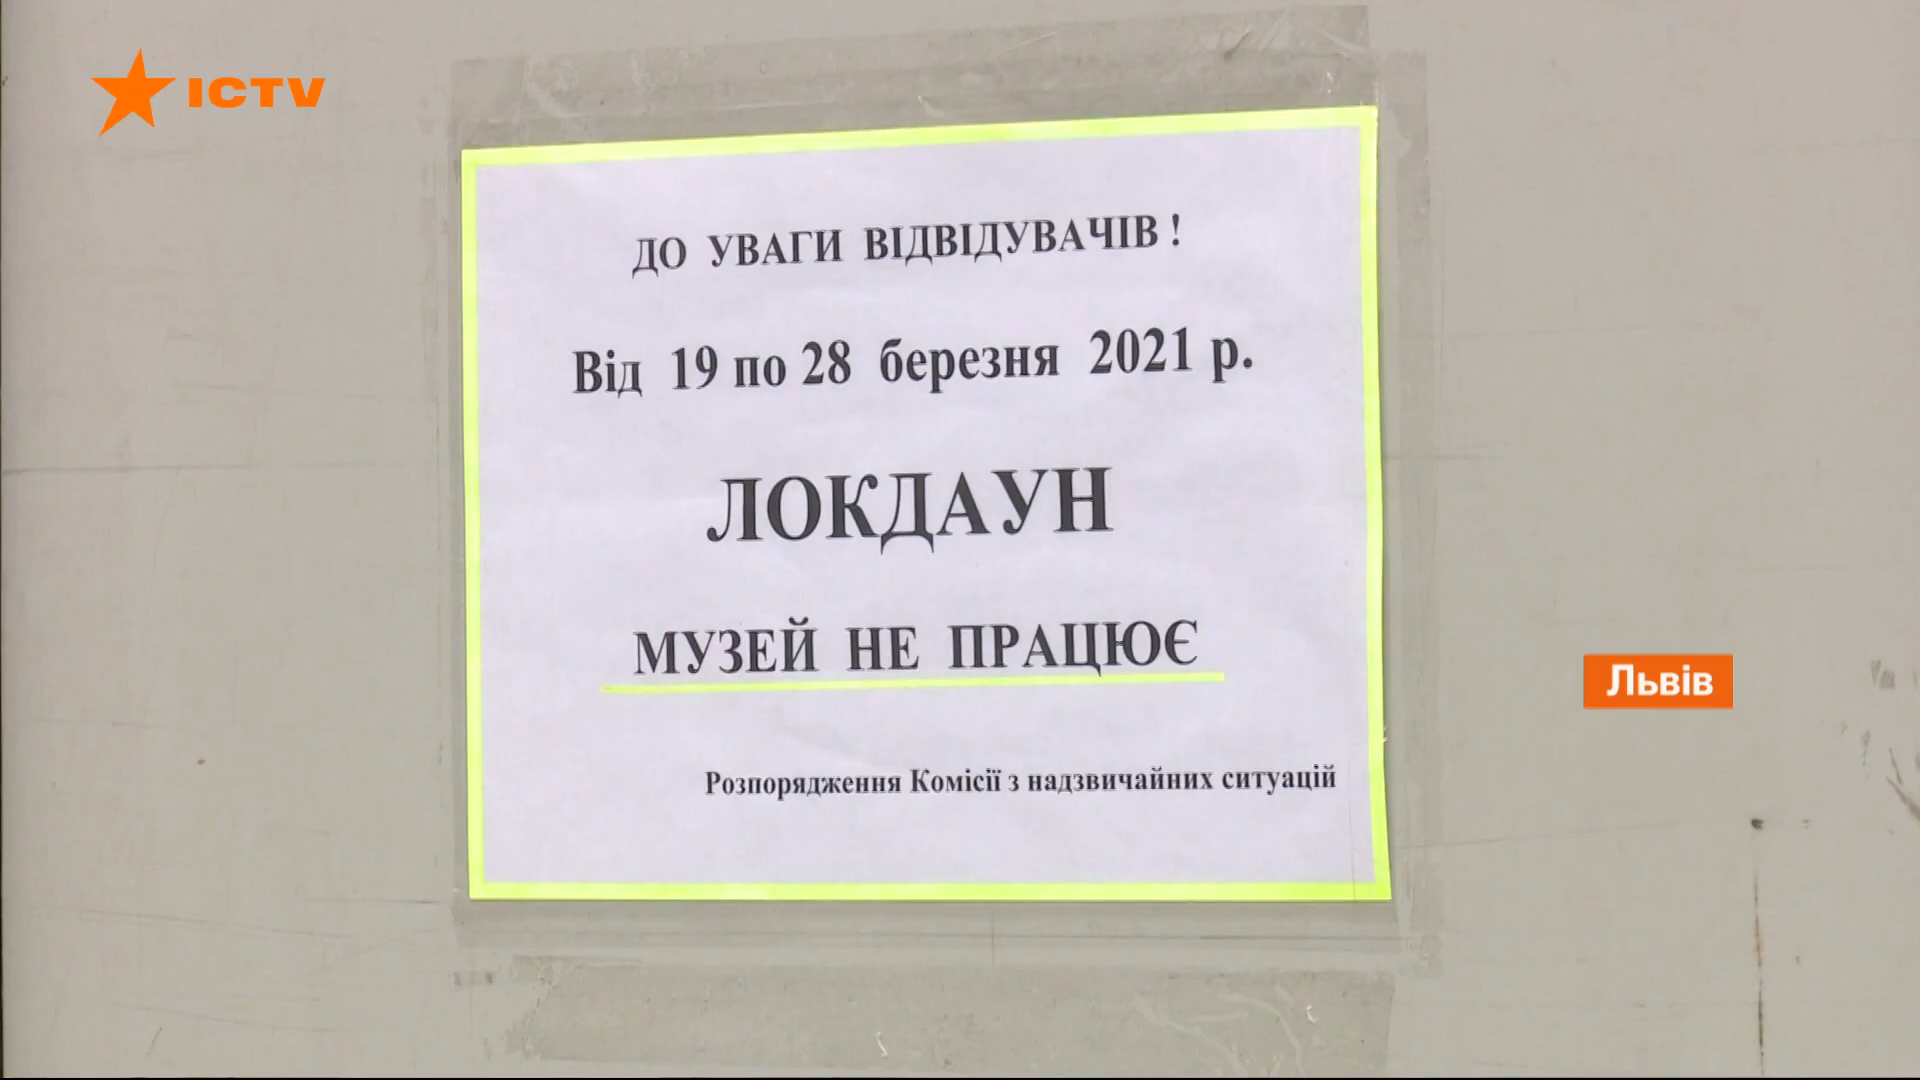 ICTV
ДО УВАГИ ВІДВІДУВАЧІВ !
Від 19 по 28 березня 2021 р.
ЛОКДАУН
МУЗЕЙ НЕ ПРАЦЮЄ
Львів
Розпорядження Комісії з надзвичайних ситуацій